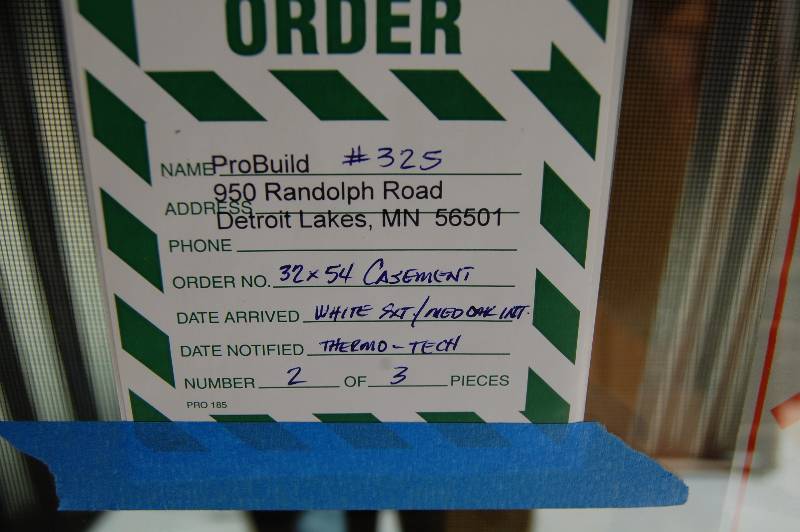 ORDER
NAME ProBuild #325
950 Randolph Road
ADDRESS
Detroit Lakes, MN 56501
PHONE
ORDER NO. 32x54 CASEMENT
DATE ARRIVED WHITE EXT/MED OAK INT.
DATE NOTIFIED THERMO-TECH
NUMBER 2 OF 3 PIECES
PRO 185